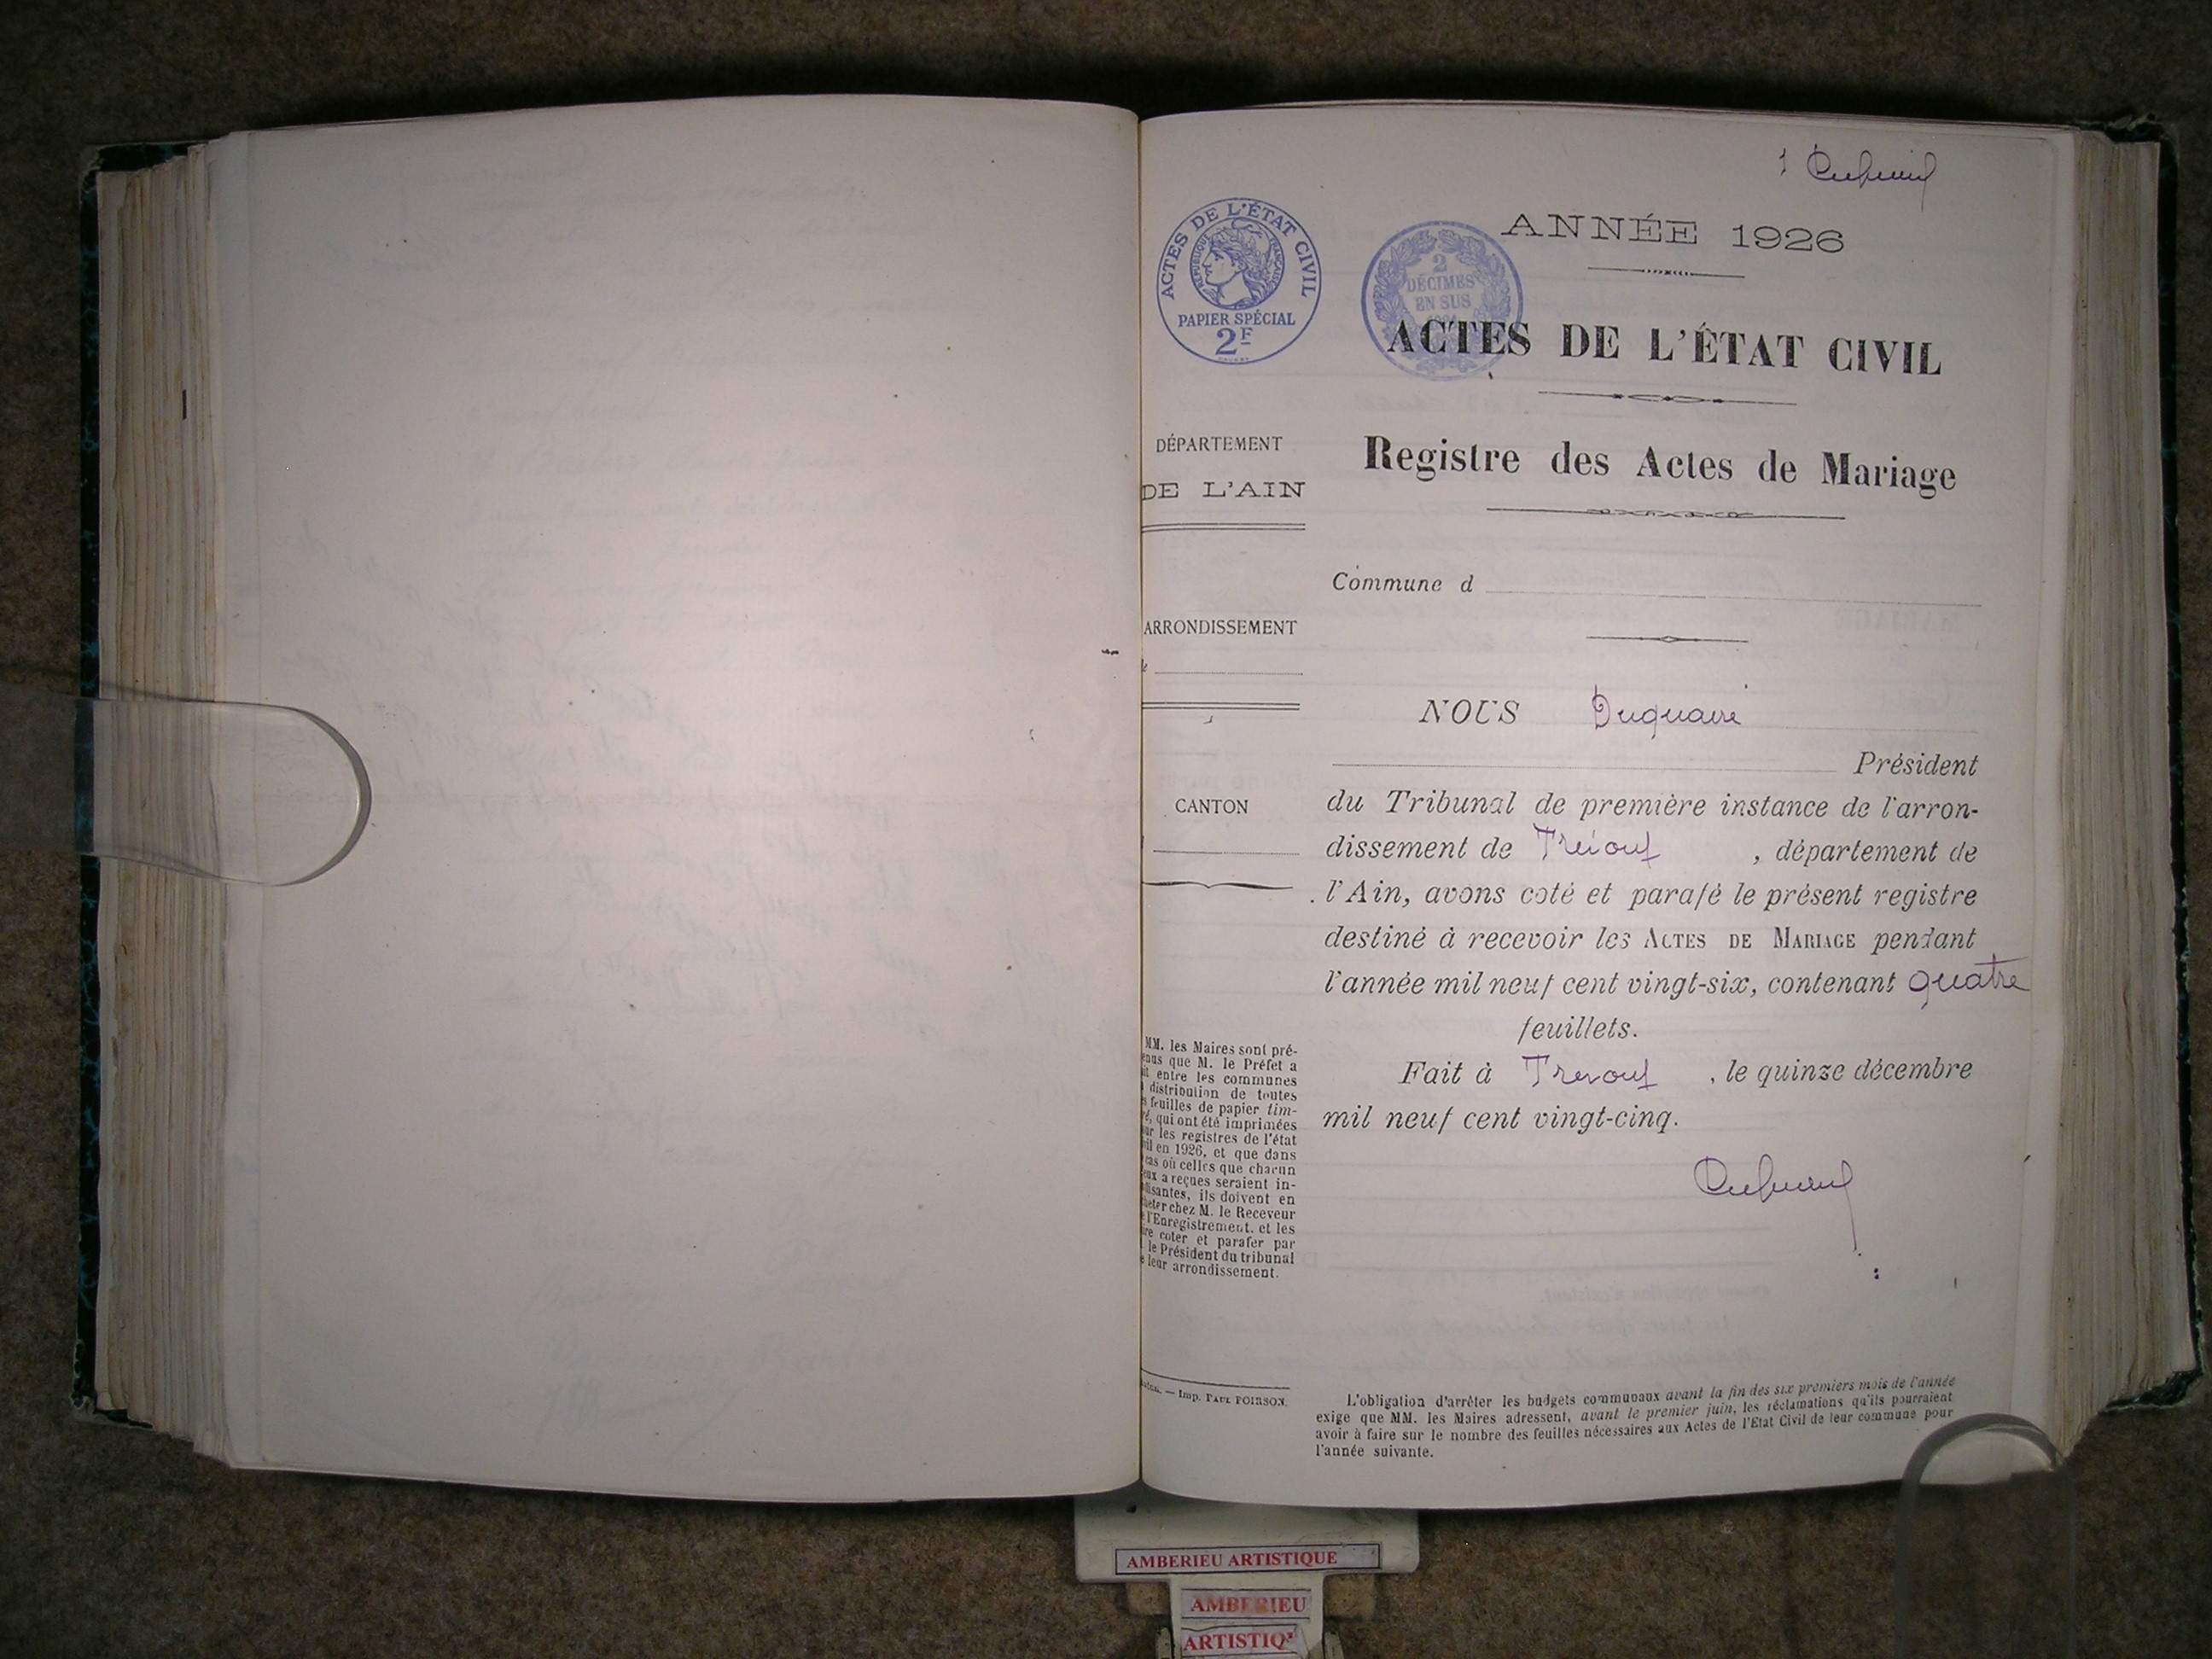 1
ANNÉE 1926
ACTES DE L'ÉTAT CIVIL
RÉPUBLIQUE FRANÇAISE
PAPIER SPÉCIAL
2F
2
DÉCIMES
EN SUS
ACTES DE L'ÉTAT CIVIL
Registre des Actes de Mariage
DÉPARTEMENT
DE L'AIN
ARRONDISSEMENT
CANTON
MM. les Maires sont pré-
que M. le Préfet a
entre les communes
distribution de toutes
feuilles de papier tim-
qui ont été imprimées
les registres de l'état
en 1926, et que dans
cas où celles que chacun
a reçues seraient in-
ils doivent en
chez M. le Receveur
l'Enregistrement, et les
coter et parafer par
le Président du tribunal
leur arrondissement.
Imp. PAUL POISSON.
Commune d
NOUS Duquaire
Président
du Tribunal de première instance de l'arron-
dissement de Trévoux, département de
l'Ain, avons coté et parafé le présent registre
destiné à recevoir les ACTES DE MARIAGE pendant
l'année mil neuf cent vingt-six, contenant quatre
feuillets.
Fait à Trevoux, le quinze décembre
mil neuf cent vingt-cinq.
L'obligation d'arrêter les budgets communaux avant la fin des six premiers mois de l'année
exige que MM. les Maires adressent, avant le premier juin, les réclamations qu'ils pourraient
avoir à faire sur le nombre des feuilles nécessaires aux Actes de l'Etat Civil de leur commune pour
l'année suivante.
AMBERIEU ARTISTIQUE
AMBERIEU
ARTISTIQ